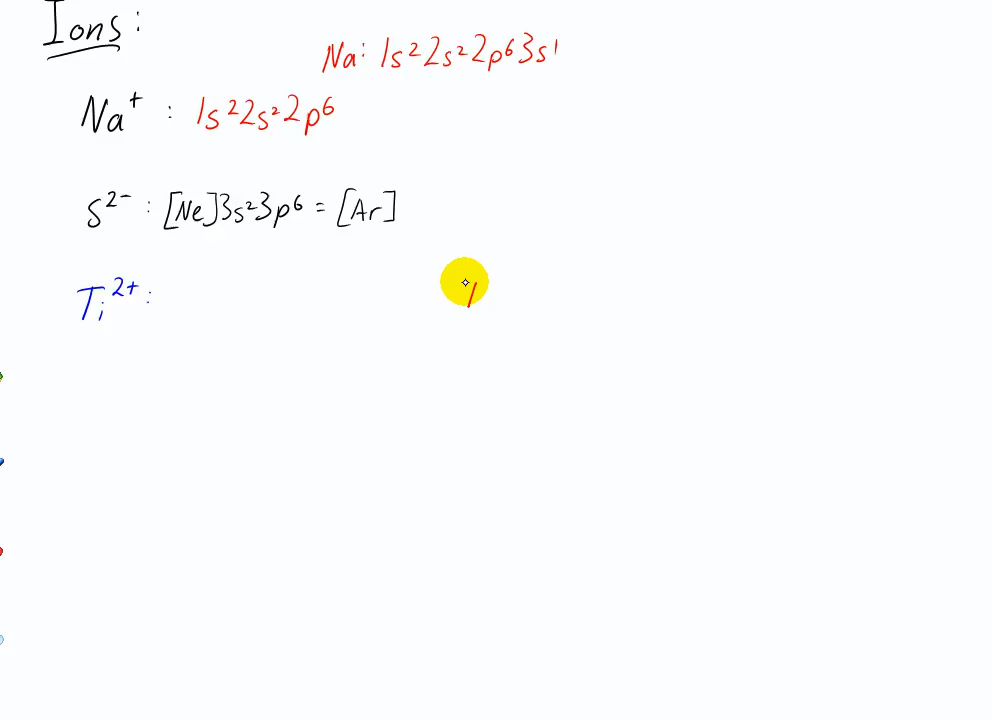 Ions:
Na: 1s²2s²2p⁶3s¹
Na⁺ : 1s²2s²2p⁶
S²⁻ : [Ne]3s²3p⁶ = [Ar]
Ti²⁺: